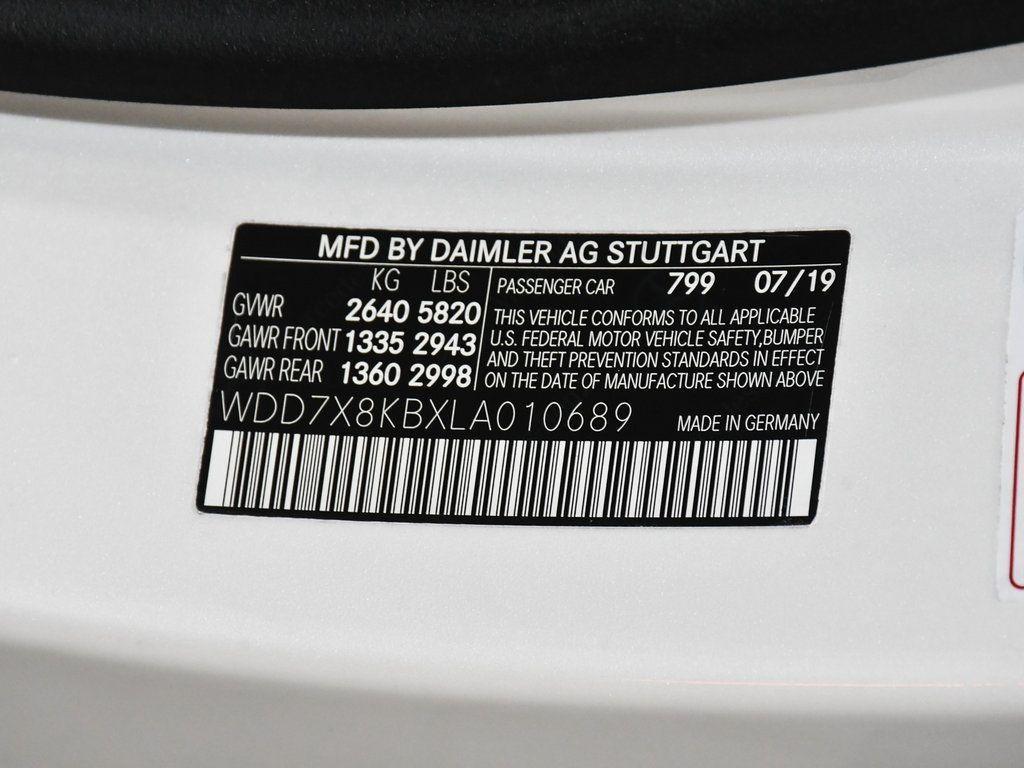 MFD BY DAIMLER AG STUTTGART
KG LBS
GVWR 2640 5820
GAWR FRONT 1335 2943
GAWR REAR 1360 2998
PASSENGER CAR 799 07/19
THIS VEHICLE CONFORMS TO ALL APPLICABLE
U.S. FEDERAL MOTOR VEHICLE SAFETY,BUMPER
AND THEFT PREVENTION STANDARDS IN EFFECT
ON THE DATE OF MANUFACTURE SHOWN ABOVE
WDD7X8KBXLA010689
MADE IN GERMANY